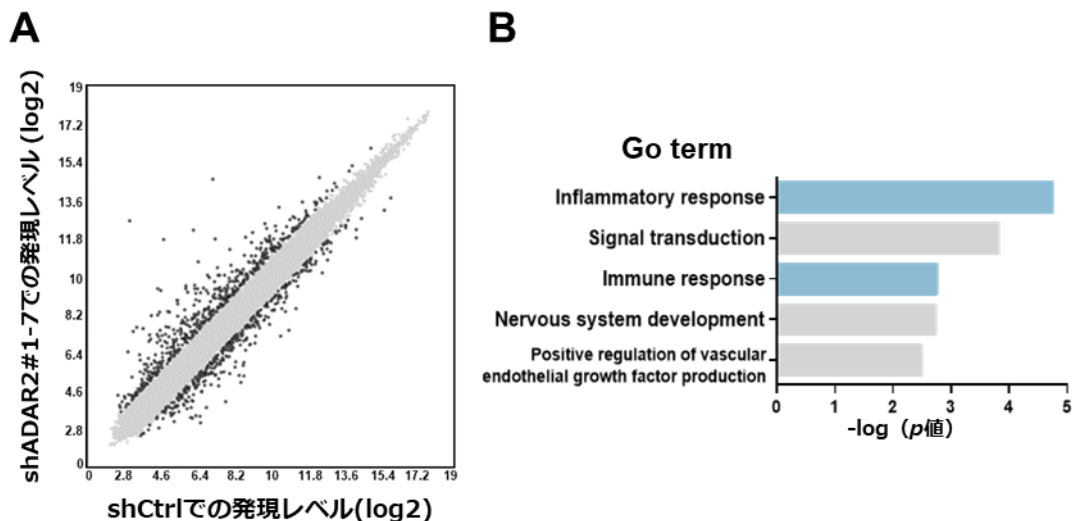 A
shADAR2#1-7での発現レベル (log2)
19
17.2
15.4
13.6
11.8
10
8.2
6.4
4.6
2.8
0
0 2.8 4.6 6.4 8.2 10 11.8 13.6 15.4 17.2 19
shCtrlでの発現レベル(log2)
B
Go term
Inflammatory response
Signal transduction
Immune response
Nervous system development
Positive regulation of vascular
endothelial growth factor production
0 1 2 3 4 5
-log（p値）